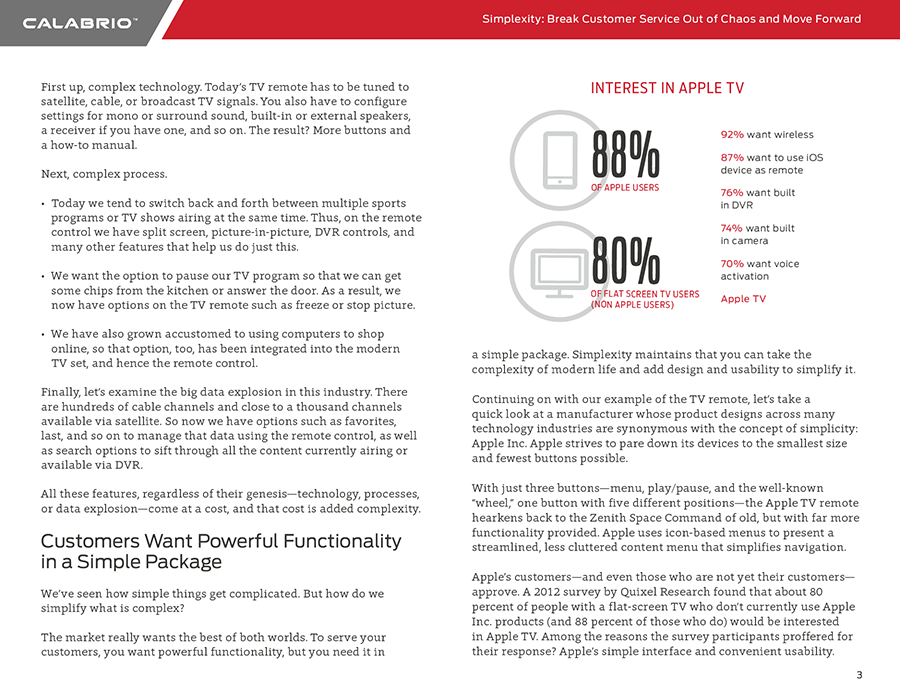 CALABRIO™
Simplexity: Break Customer Service Out of Chaos and Move Forward
First up, complex technology. Today's TV remote has to be tuned to
satellite, cable, or broadcast TV signals. You also have to configure
settings for mono or surround sound, built-in or external speakers,
a receiver if you have one, and so on. The result? More buttons and
a how-to manual.
Next, complex process.
• Today we tend to switch back and forth between multiple sports
programs or TV shows airing at the same time. Thus, on the remote
control we have split screen, picture-in-picture, DVR controls, and
many other features that help us do just this.
• We want the option to pause our TV program so that we can get
some chips from the kitchen or answer the door. As a result, we
now have options on the TV remote such as freeze or stop picture.
• We have also grown accustomed to using computers to shop
online, so that option, too, has been integrated into the modern
TV set, and hence the remote control.
Finally, let's examine the big data explosion in this industry. There
are hundreds of cable channels and close to a thousand channels
available via satellite. So now we have options such as favorites,
last, and so on to manage that data using the remote control, as well
as search options to sift through all the content currently airing or
available via DVR.
All these features, regardless of their genesis—technology, processes,
or data explosion—come at a cost, and that cost is added complexity.
Customers Want Powerful Functionality
in a Simple Package
We've seen how simple things get complicated. But how do we
simplify what is complex?
The market really wants the best of both worlds. To serve your
customers, you want powerful functionality, but you need it in
INTEREST IN APPLE TV
88%
OF APPLE USERS
80%
OF FLAT SCREEN TV USERS
(NON APPLE USERS)
92% want wireless
87% want to use iOS
device as remote
76% want built
in DVR
74% want built
in camera
70% want voice
activation
Apple TV
a simple package. Simplexity maintains that you can take the
complexity of modern life and add design and usability to simplify it.
Continuing on with our example of the TV remote, let's take a
quick look at a manufacturer whose product designs across many
technology industries are synonymous with the concept of simplicity:
Apple Inc. Apple strives to pare down its devices to the smallest size
and fewest buttons possible.
With just three buttons—menu, play/pause, and the well-known
"wheel," one button with five different positions—the Apple TV remote
hearkens back to the Zenith Space Command of old, but with far more
functionality provided. Apple uses icon-based menus to present a
streamlined, less cluttered content menu that simplifies navigation.
Apple's customers—and even those who are not yet their customers—
approve. A 2012 survey by Quixel Research found that about 80
percent of people with a flat-screen TV who don't currently use Apple
Inc. products (and 88 percent of those who do) would be interested
in Apple TV. Among the reasons the survey participants proffered for
their response? Apple's simple interface and convenient usability.
3